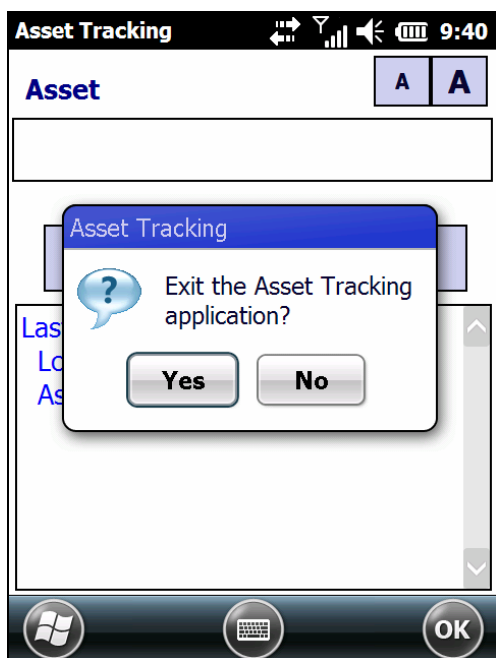 Asset Tracking 9:40
Asset A A
Asset Tracking
?
Exit the Asset Tracking
application?
Yes No
OK